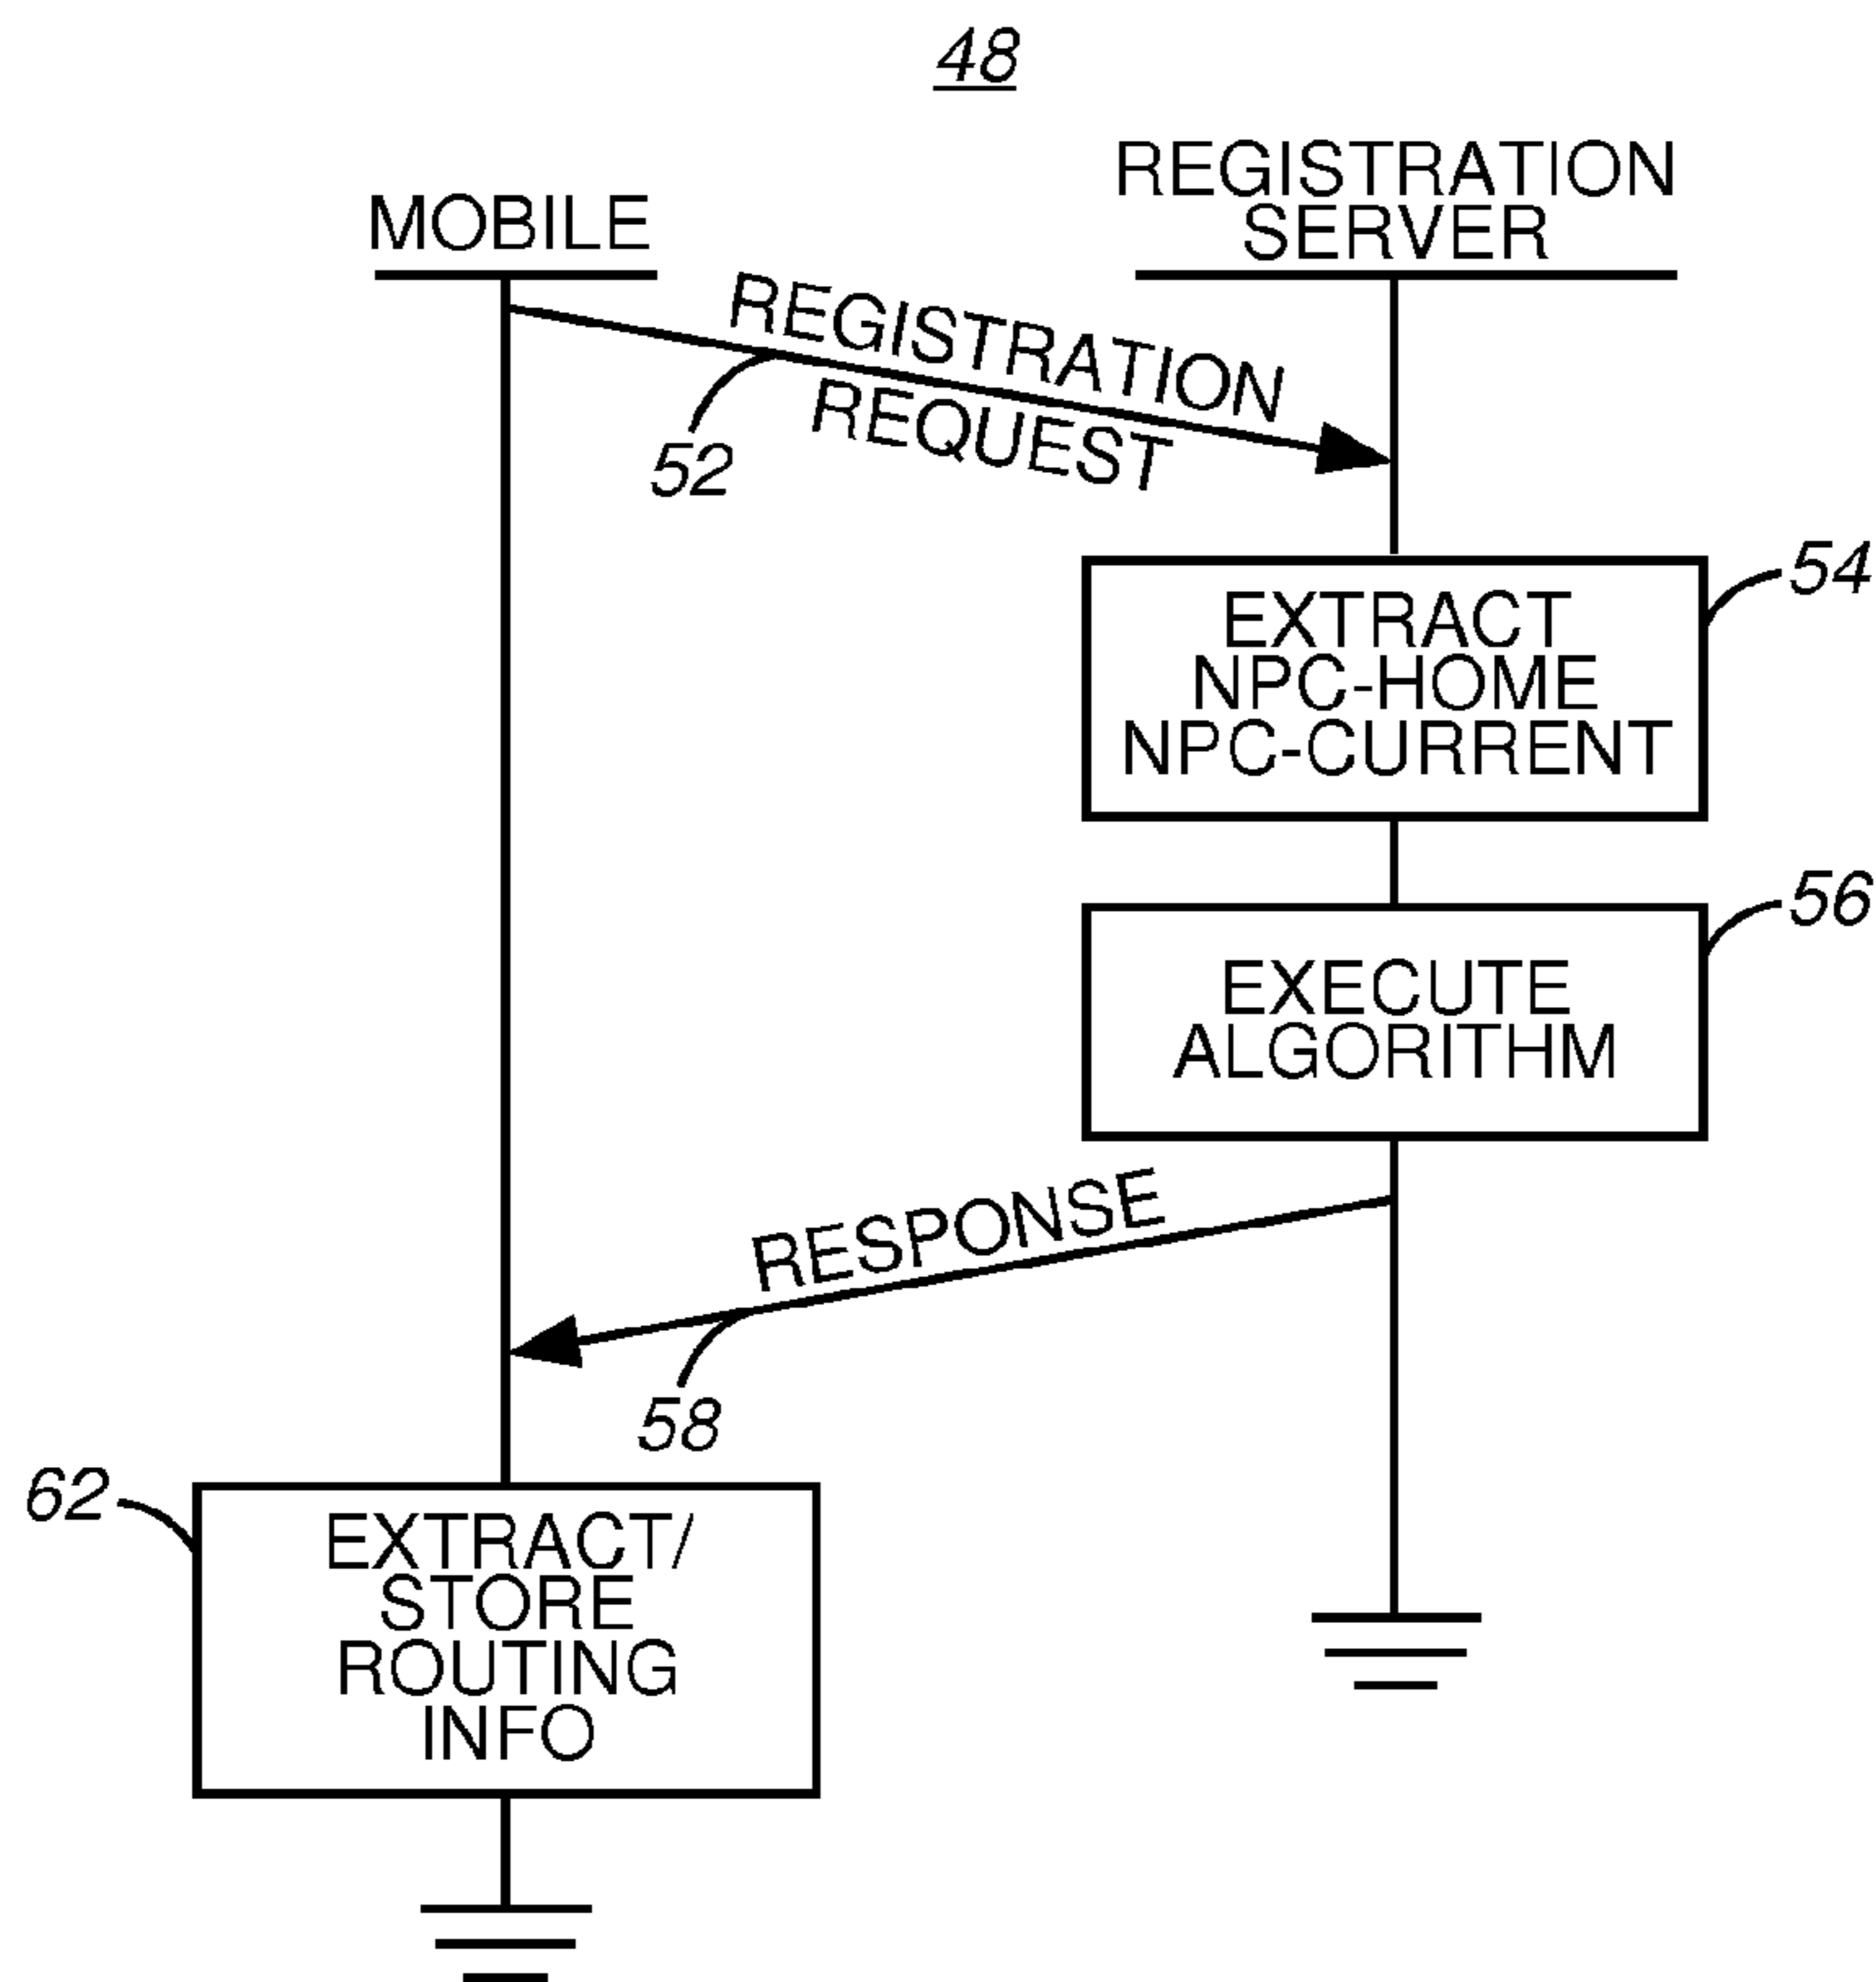 48
MOBILE
REGISTRATION
SERVER
REGISTRATION
REQUEST
52
EXTRACT
NPC-HOME
NPC-CURRENT
54
EXECUTE
ALGORITHM
56
RESPONSE
58
62
EXTRACT/
STORE
ROUTING
INFO